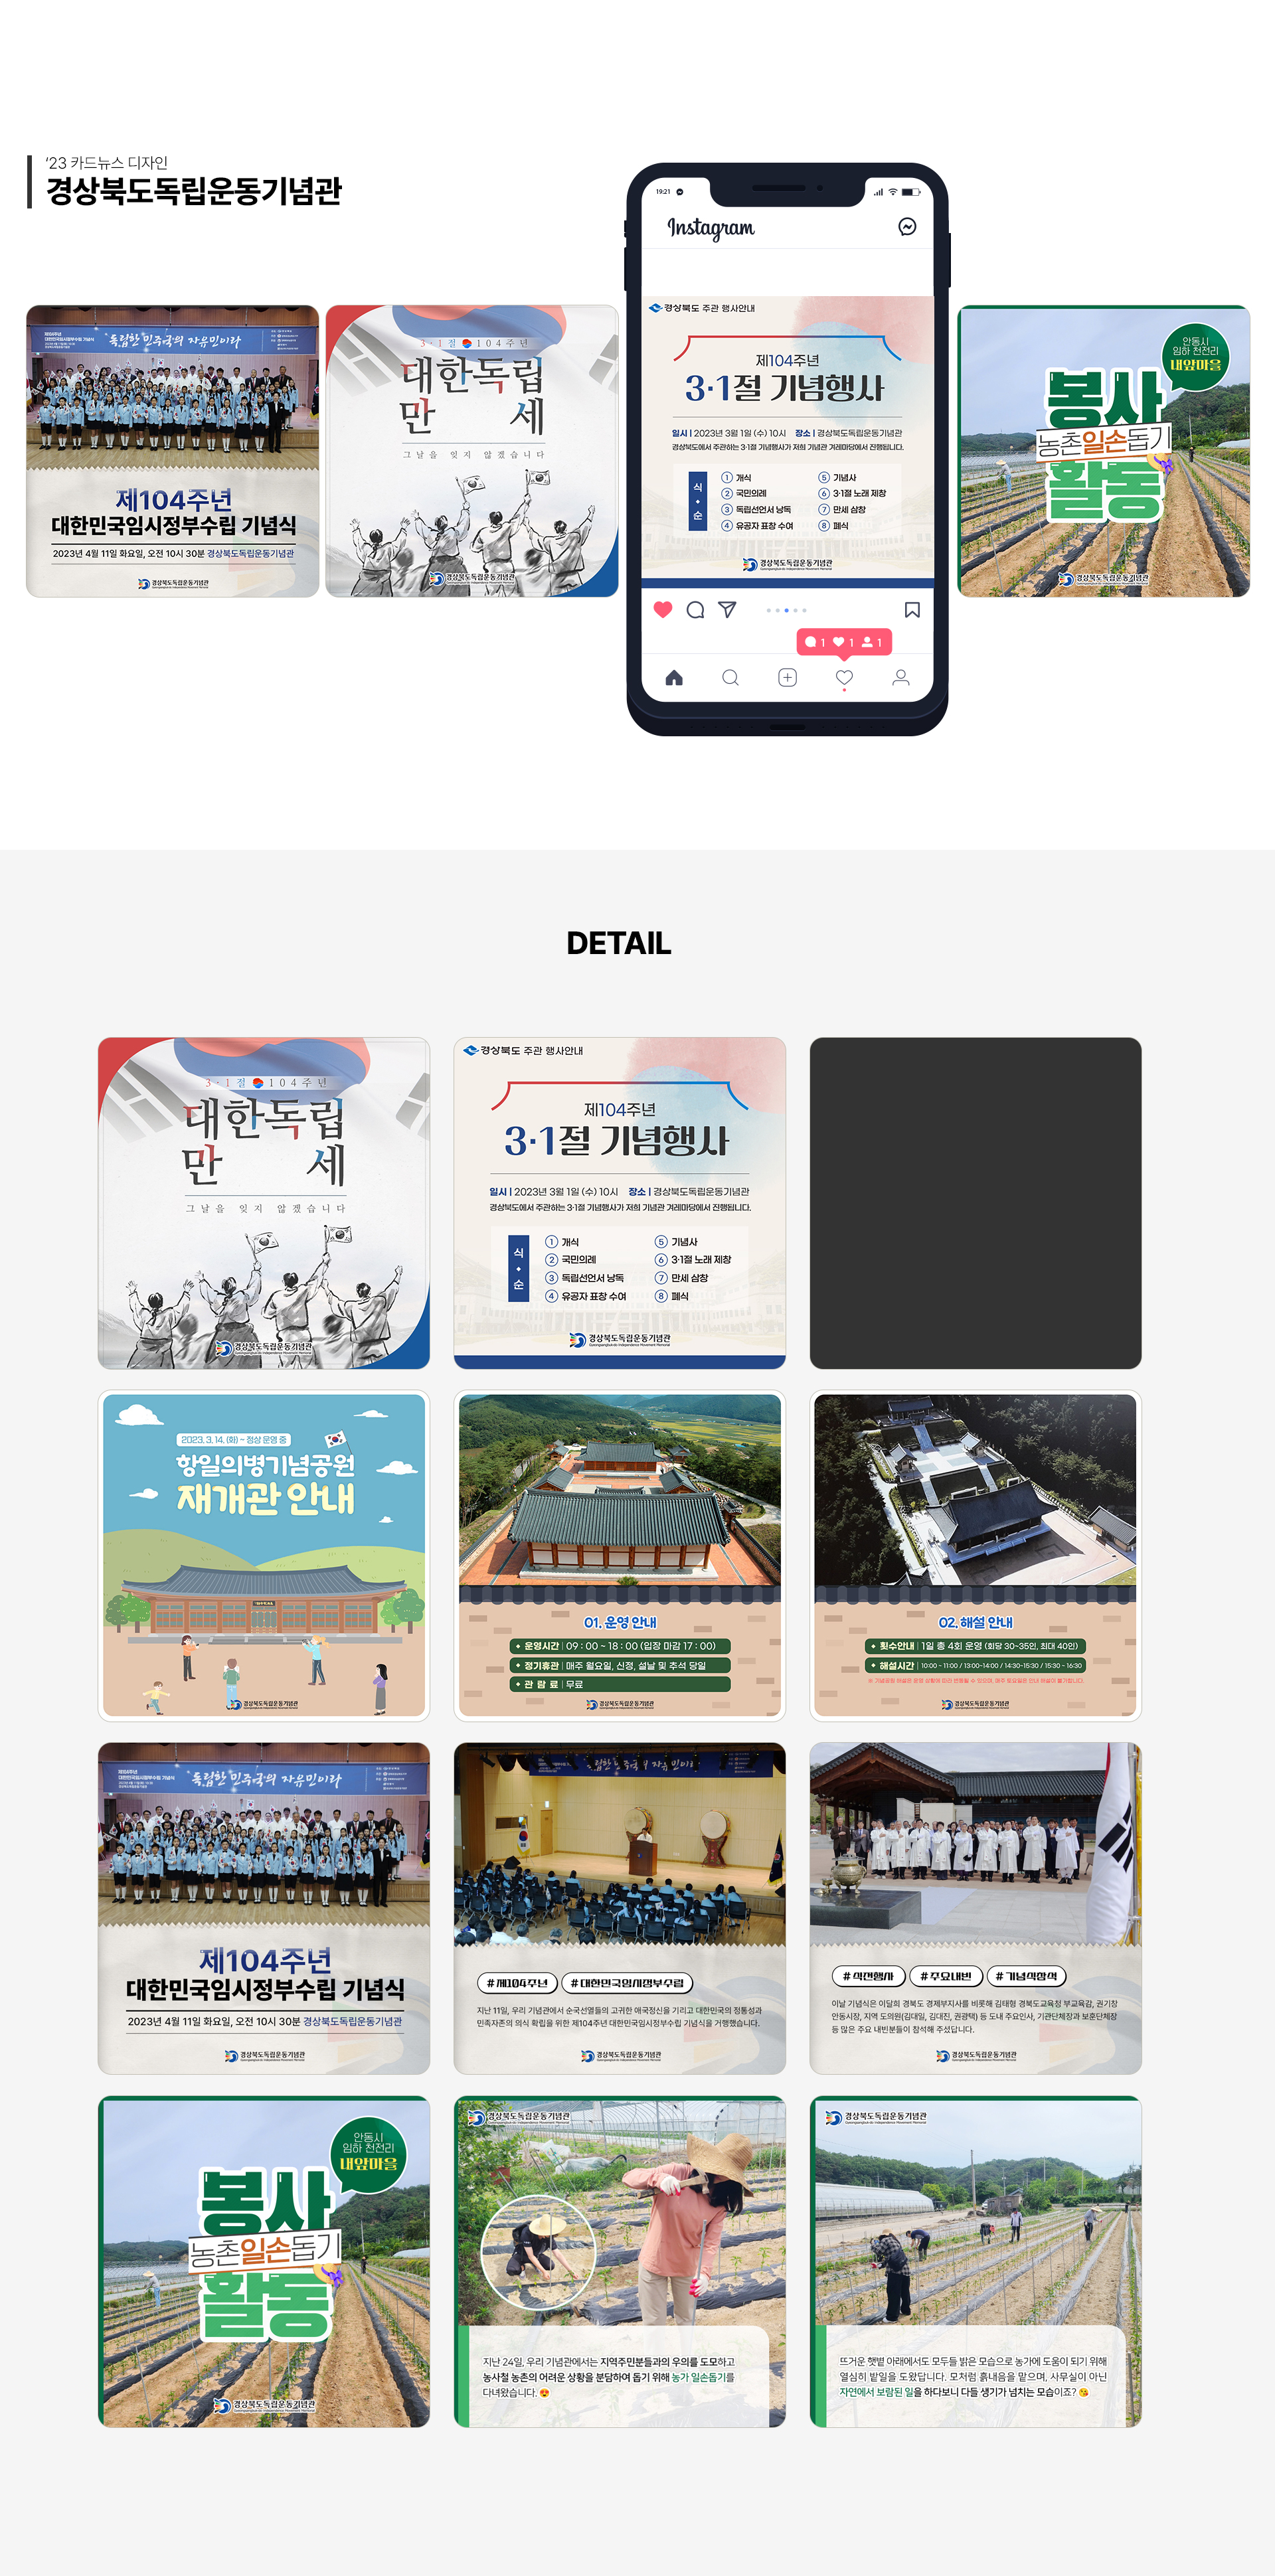 '23 카드뉴스 디자인
경상북도독립운동기념관
독립한 민주국의 자유민이라
제104주년
대한민국임시정부수립 기념식
2023년 4월 11일 화요일, 오전 10시 30분 경상북도독립운동기념관
경상북도독립운동기념관
3·1절 104주년
대한독립
만 세
그날을 잊지 않겠습니다
경상북도독립운동기념관
19:21
Instagram
경상북도 주관 행사안내
제104주년
3·1절 기념행사
일시 | 2023년 3월 1일 (수) 10시 장소 | 경상북도독립운동기념관
경상북도에서 주관하는 3·1절 기념행사가 저희 기념관 겨레마당에서 진행됩니다.
식 순
① 개식
② 국민의례
③ 독립선언서 낭독
④ 유공자 표창 수여
⑤ 기념사
⑥ 3·1절 노래 제창
⑦ 만세 삼창
⑧ 폐식
경상북도독립운동기념관
1 1 1
안동시
임하 천전리
내앞마을
봉사
농촌일손돕기
활동
경상북도독립운동기념관
DETAIL
3·1절 104주년
대한독립
만 세
그날을 잊지 않겠습니다
경상북도독립운동기념관
경상북도 주관 행사안내
제104주년
3·1절 기념행사
일시 | 2023년 3월 1일 (수) 10시 장소 | 경상북도독립운동기념관
경상북도에서 주관하는 3·1절 기념행사가 저희 기념관 겨레마당에서 진행됩니다.
식 순
① 개식
② 국민의례
③ 독립선언서 낭독
④ 유공자 표창 수여
⑤ 기념사
⑥ 3·1절 노래 제창
⑦ 만세 삼창
⑧ 폐식
경상북도독립운동기념관
2023. 3. 14. (화) ~ 정상 운영 중
항일의병기념공원
재개관 안내
경상북도독립운동기념관
01. 운영 안내
운영시간 | 09 : 00 ~ 18 : 00 (입장 마감 17 : 00)
정기휴관 | 매주 월요일, 신정, 설날 및 추석 당일
관 람 료 | 무료
경상북도독립운동기념관
02. 해설 안내
횟수안내 | 1일 총 4회 운영 (회당 30~35인, 최대 40인)
해설시간 | 10:00 ~ 11:00 / 13:00~14:00 / 14:30~15:30 / 15:30 ~ 16:30
경상북도독립운동기념관
독립한 민주국의 자유민이라
제104주년
대한민국임시정부수립 기념식
2023년 4월 11일 화요일, 오전 10시 30분 경상북도독립운동기념관
경상북도독립운동기념관
#제104주년 #대한민국임시정부수립
지난 11일, 우리 기념관에서 순국선열들의 고귀한 애국정신을 기리고 대한민국의 정통성과
민족자존의 의식 확립을 위한 제104주년 대한민국임시정부수립 기념식을 거행했습니다.
경상북도독립운동기념관
#식전행사 #주요내빈 #기념식참석
이날 기념식은 이달희 경북도 경제부지사를 비롯해 김태형 경북도교육청 부교육감, 권기창
안동시장, 지역 도의원(김대일, 김대진, 권광택) 등 도내 주요인사, 기관단체장과 보훈단체장
등 많은 주요 내빈분들이 참석해 주셨답니다.
경상북도독립운동기념관
안동시
임하 천전리
내앞마을
봉사
농촌일손돕기
활동
경상북도독립운동기념관
경상북도독립운동기념관
지난 24일, 우리 기념관에서는 지역주민분들과의 우의를 도모하고
농사철 농촌의 어려운 상황을 분담하여 돕기 위해 농가 일손돕기를
다녀왔습니다. 😍
경상북도독립운동기념관
뜨거운 햇볕 아래에서도 모두들 밝은 모습으로 농가에 도움이 되기 위해
열심히 밭일을 도왔답니다. 모처럼 흙내음을 맡으며, 사무실이 아닌
자연에서 보람된 일을 하다보니 다들 생기가 넘치는 모습이죠? 😘